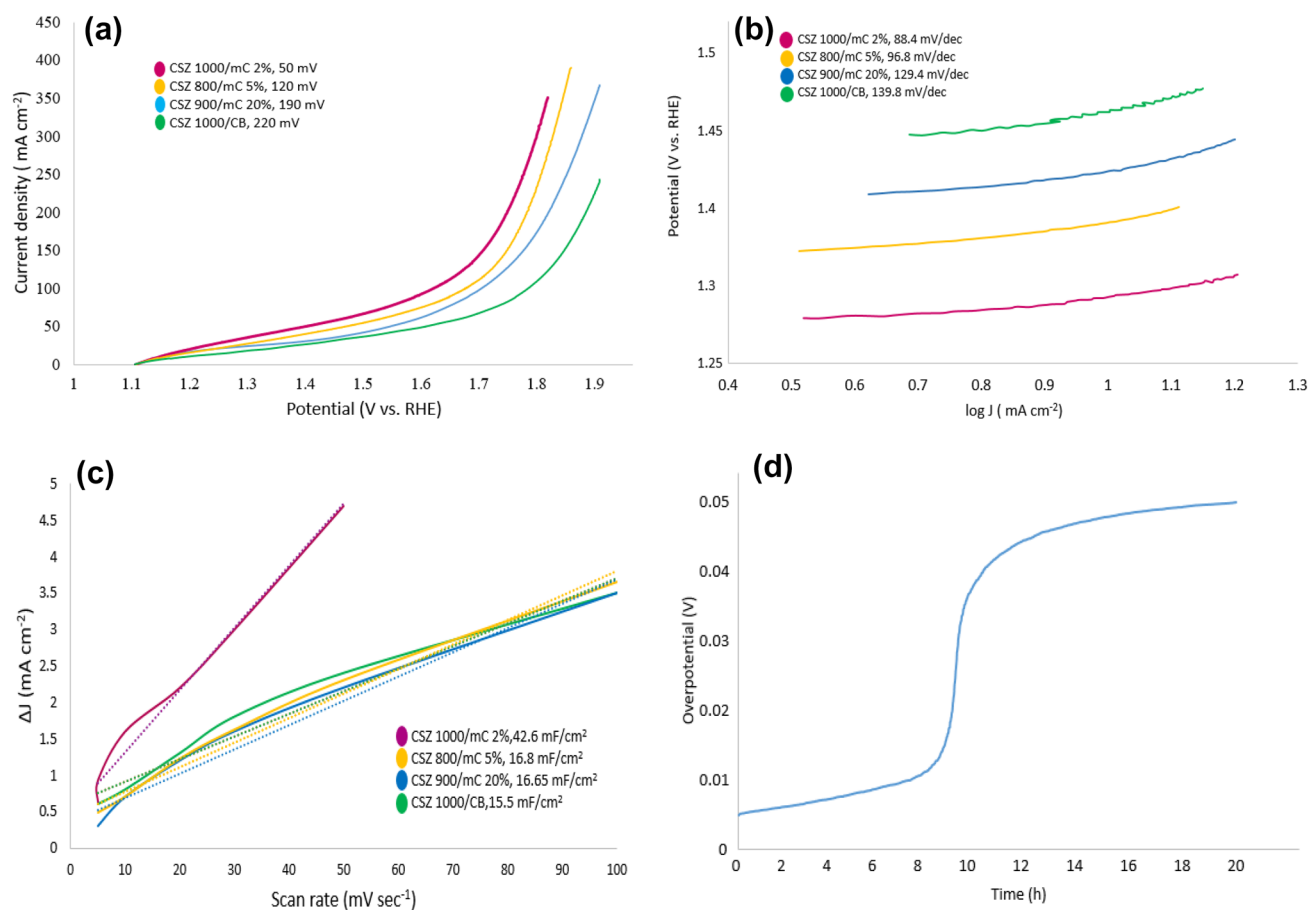 (a)
450
400
350
300
250
200
150
100
50
0
Current density ( mA cm⁻²)
CSZ 1000/mC 2%, 50 mV
CSZ 800/mC 5%, 120 mV
CSZ 900/mC 20%, 190 mV
CSZ 1000/CB, 220 mV
1 1.1 1.2 1.3 1.4 1.5 1.6 1.7 1.8 1.9
Potential (V vs. RHE)
(b)
CSZ 1000/mC 2%, 88.4 mV/dec
CSZ 800/mC 5%, 96.8 mV/dec
CSZ 900/mC 20%, 129.4 mV/dec
CSZ 1000/CB, 139.8 mV/dec
1.5
1.45
1.4
1.3
1.25
Potential (V vs. RHE)
0.4 0.5 0.6 0.7 0.8 0.9 1 1.1 1.2 1.3
log J ( mA cm⁻²)
(c)
5
4.5
4
3.5
3
2.5
2
1.5
1
0.5
0
ΔJ (mA cm⁻²)
CSZ 1000/mC 2%,42.6 mF/cm²
CSZ 800/mC 5%, 16.8 mF/cm²
CSZ 900/mC 20%, 16.65 mF/cm²
CSZ 1000/CB,15.5 mF/cm²
0 10 20 30 40 50 60 70 80 90 100
Scan rate (mV sec⁻¹)
(d)
0.05
0.04
0.03
0.02
0.01
0
Overpotential (V)
0 2 4 6 8 10 12 14 16 18 20
Time (h)